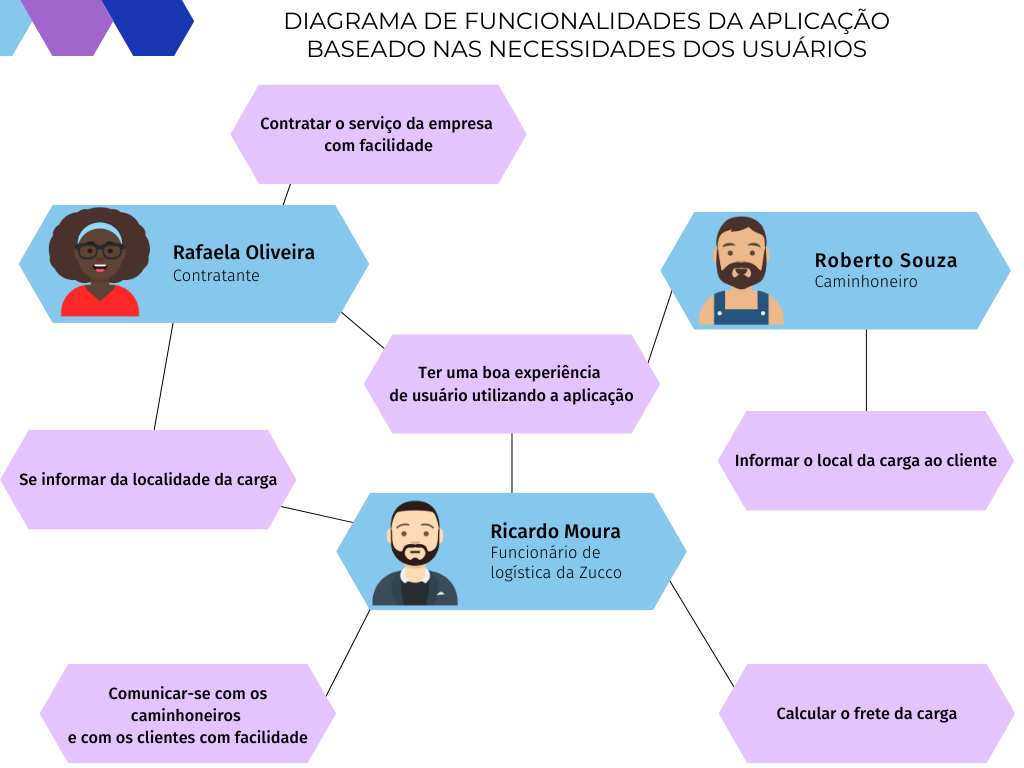 DIAGRAMA DE FUNCIONALIDADES DA APLICAÇÃO
BASEADO NAS NECESSIDADES DOS USUÁRIOS
Contratar o serviço da empresa
com facilidade
Rafaela Oliveira
Contratante
Roberto Souza
Caminhoneiro
Ter uma boa experiência
de usuário utilizando a aplicação
Se informar da localidade da carga
Informar o local da carga ao cliente
Ricardo Moura
Funcionário de
logística da Zucco
Comunicar-se com os
caminhoneiros
e com os clientes com facilidade
Calcular o frete da carga